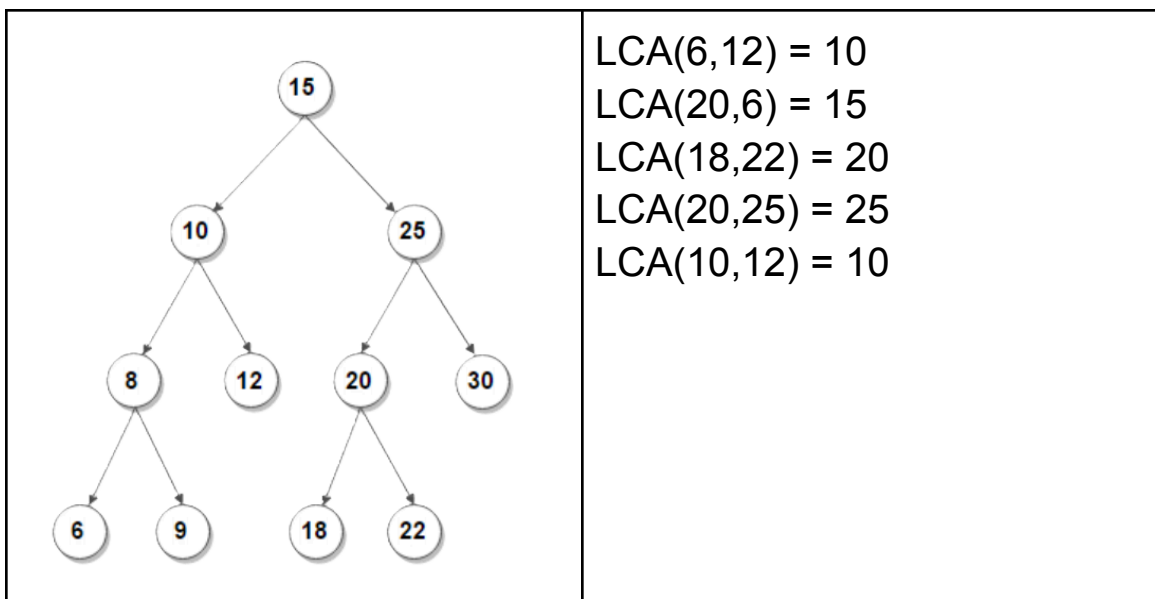 15
10 25
8 12 20 30
6 9 18 22
LCA(6,12) = 10
LCA(20,6) = 15
LCA(18,22) = 20
LCA(20,25) = 25
LCA(10,12) = 10